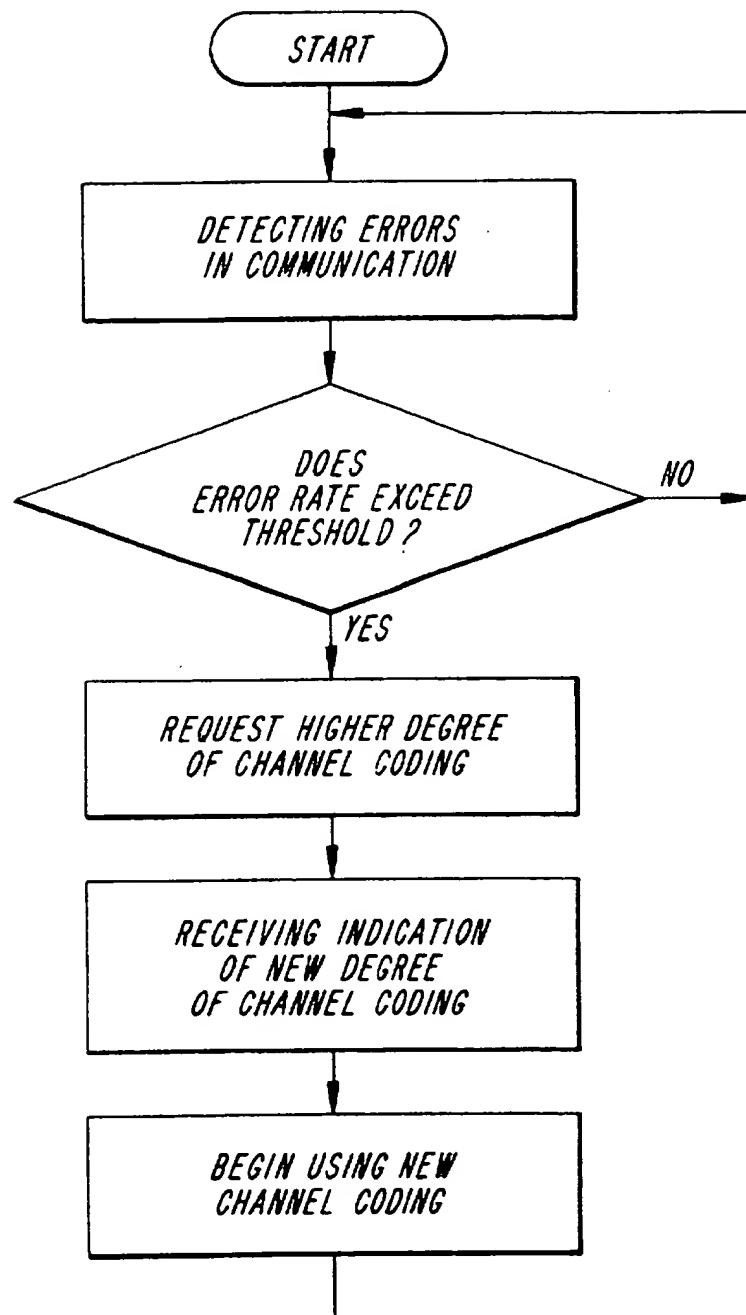 START
DETECTING ERRORS
IN COMMUNICATION
DOES
ERROR RATE EXCEED
THRESHOLD?
NO
YES
REQUEST HIGHER DEGREE
OF CHANNEL CODING
RECEIVING INDICATION
OF NEW DEGREE
OF CHANNEL CODING
BEGIN USING NEW
CHANNEL CODING